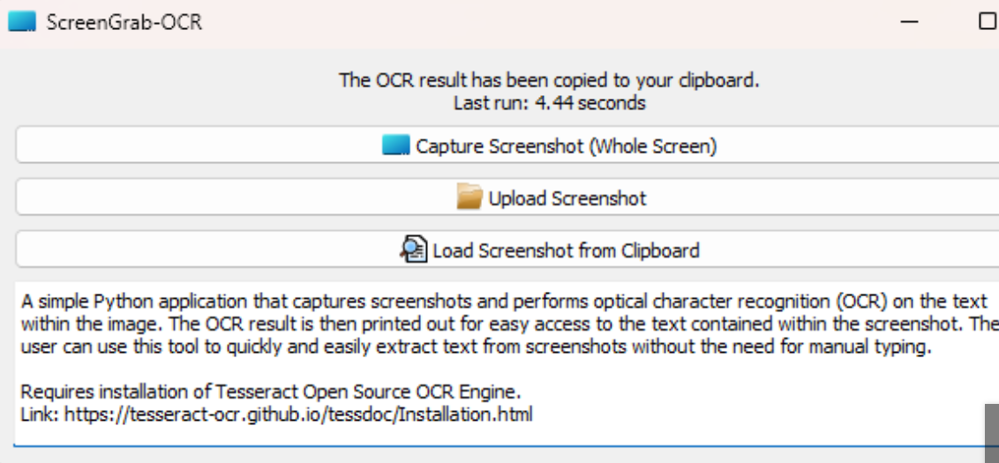 ScreenGrab-OCR
The OCR result has been copied to your clipboard.
Last run: 4.44 seconds
Capture Screenshot (Whole Screen)
Upload Screenshot
Load Screenshot from Clipboard
A simple Python application that captures screenshots and performs optical character recognition (OCR) on the text
within the image. The OCR result is then printed out for easy access to the text contained within the screenshot. The
user can use this tool to quickly and easily extract text from screenshots without the need for manual typing.
Requires installation of Tesseract Open Source OCR Engine.
Link: https://tesseract-ocr.github.io/tessdoc/Installation.html